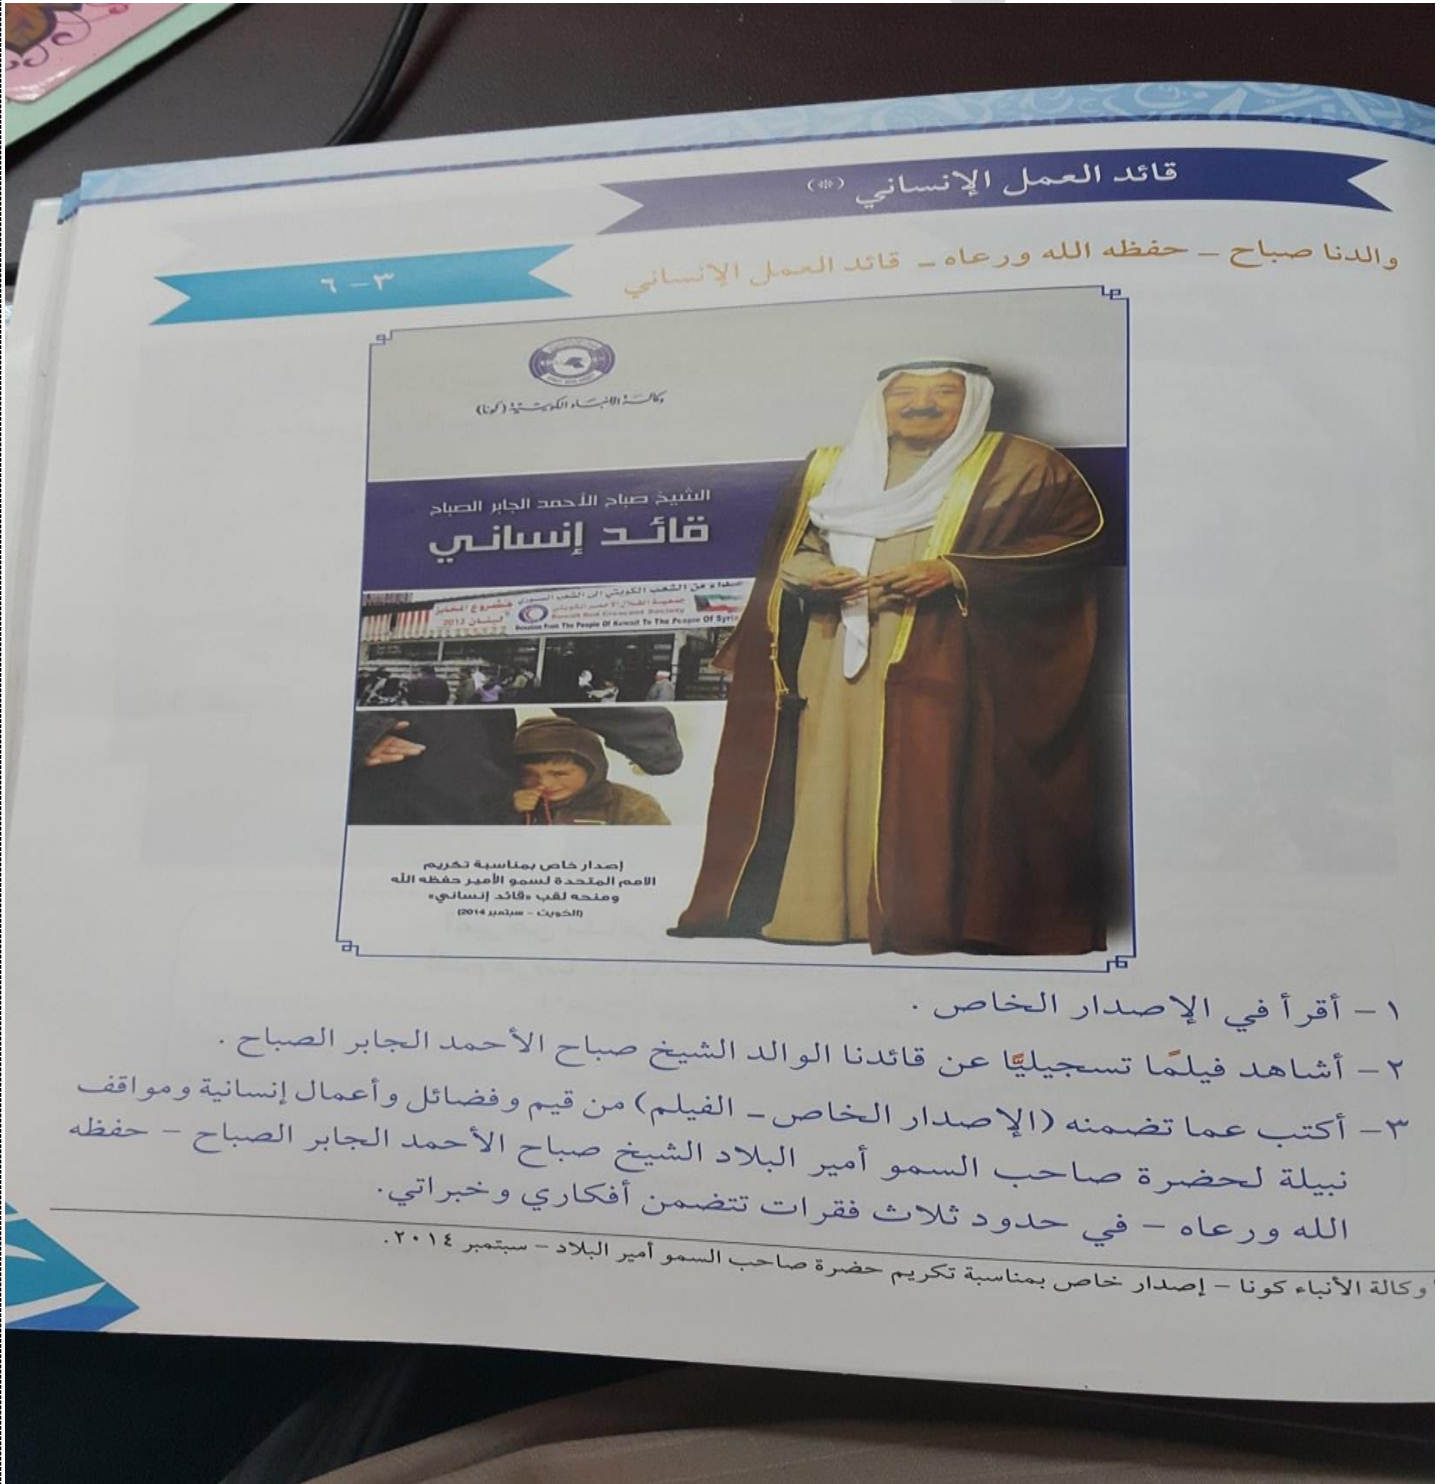 قائد العمل الإنساني (*)
والدنا صباح – حفظه الله ورعاه – قائد العمل الإنساني
٣ – ٦
وكالة الأنباء الكويتية (كونا)
الشيخ صباح الأحمد الجابر الصباح
قائد إنساني
من الشعب الكويتي الى الشعب السوري
جمعية الهلال الأحمر الكويتي
Kuwait Red Crescent Society
Donation From The People Of Kuwait To The People Of Syria
مشروع المخابز
لبنان 2013
إصدار خاص بمناسبة تكريم
الأمم المتحدة لسمو الأمير حفظه الله
ومنحه لقب «قائد إنساني»
(الكويت – سبتمبر 2014)
١ – أقرأ في الإصدار الخاص .
٢ – أشاهد فيلمًا تسجيليًّا عن قائدنا الوالد الشيخ صباح الأحمد الجابر الصباح .
٣ – أكتب عما تضمنه (الإصدار الخاص – الفيلم) من قيم وفضائل وأعمال إنسانية ومواقف
نبيلة لحضرة صاحب السمو أمير البلاد الشيخ صباح الأحمد الجابر الصباح – حفظه
الله ورعاه – في حدود ثلاث فقرات تتضمن أفكاري وخبراتي.
وكالة الأنباء كونا – إصدار خاص بمناسبة تكريم حضرة صاحب السمو أمير البلاد – سبتمبر ٢٠١٤.